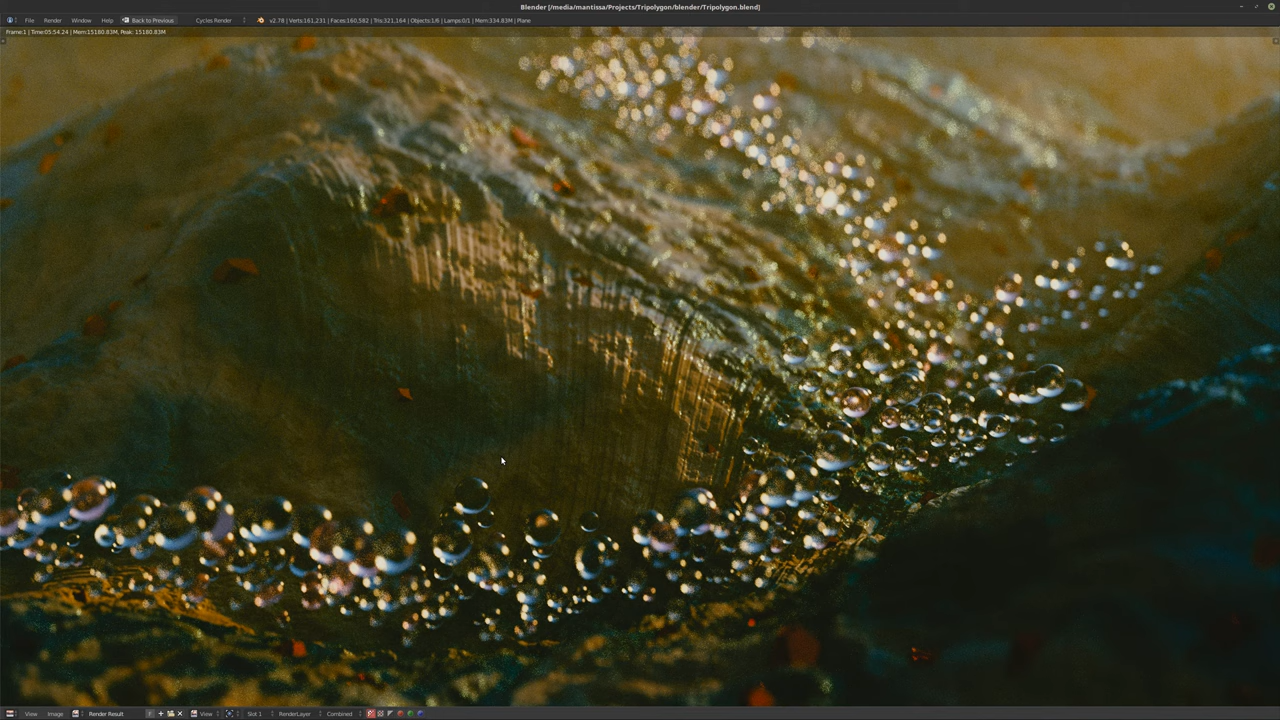 Blender [/media/mantissa/Projects/Tripolygon/blender/Tripolygon.blend]
File Render Window Help Back to Previous Cycles Render v2.78 | Verts:161,231 | Faces:160,582 | Tris:321,164 | Objects:1/6 | Lamps:0/1 | Mem:334.83M | Plane
Frame:1 | Time:05:54.24 | Mem:15180.83M, Peak: 15180.83M
View Image Render Result F View Slot 1 RenderLayer Combined